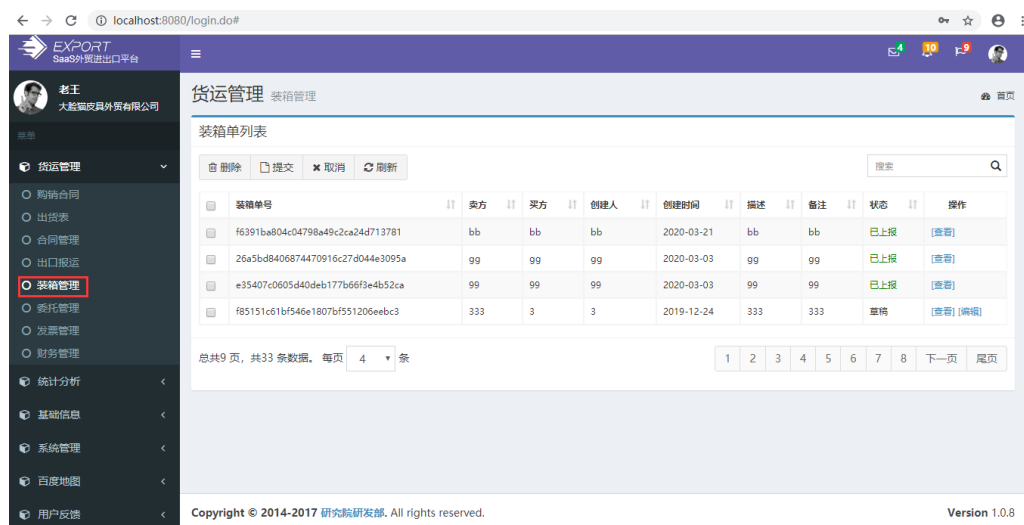 localhost:8080/login.do#
EXPORT
SaaS外贸进出口平台
4 10 9
老王
大脸猫皮具外贸有限公司
菜单
货运管理
购销合同
出货表
合同管理
出口报运
装箱管理
委托管理
发票管理
财务管理
统计分析
基础信息
系统管理
百度地图
用户反馈
货运管理 装箱管理
首页
装箱单列表
删除 提交 取消 刷新
搜索
装箱单号 卖方 买方 创建人 创建时间 描述 备注 状态 操作
f6391ba804c04798a49c2ca24d713781 bb bb bb 2020-03-21 bb bb 已上报 [查看]
26a5bd8406874470916c27d044e3095a gg gg gg 2020-03-03 gg gg 已上报 [查看]
e35407c0605d40deb177b66f3e4b52ca 99 99 99 2020-03-03 99 99 已上报 [查看]
f85151c61bf546e1807bf551206eebc3 333 3 3 2019-12-24 333 333 草稿 [查看] [编辑]
总共9 页，共33 条数据。 每页 4 条
1 2 3 4 5 6 7 8 下一页 尾页
Copyright © 2014-2017 研究院研发部. All rights reserved.
Version 1.0.8